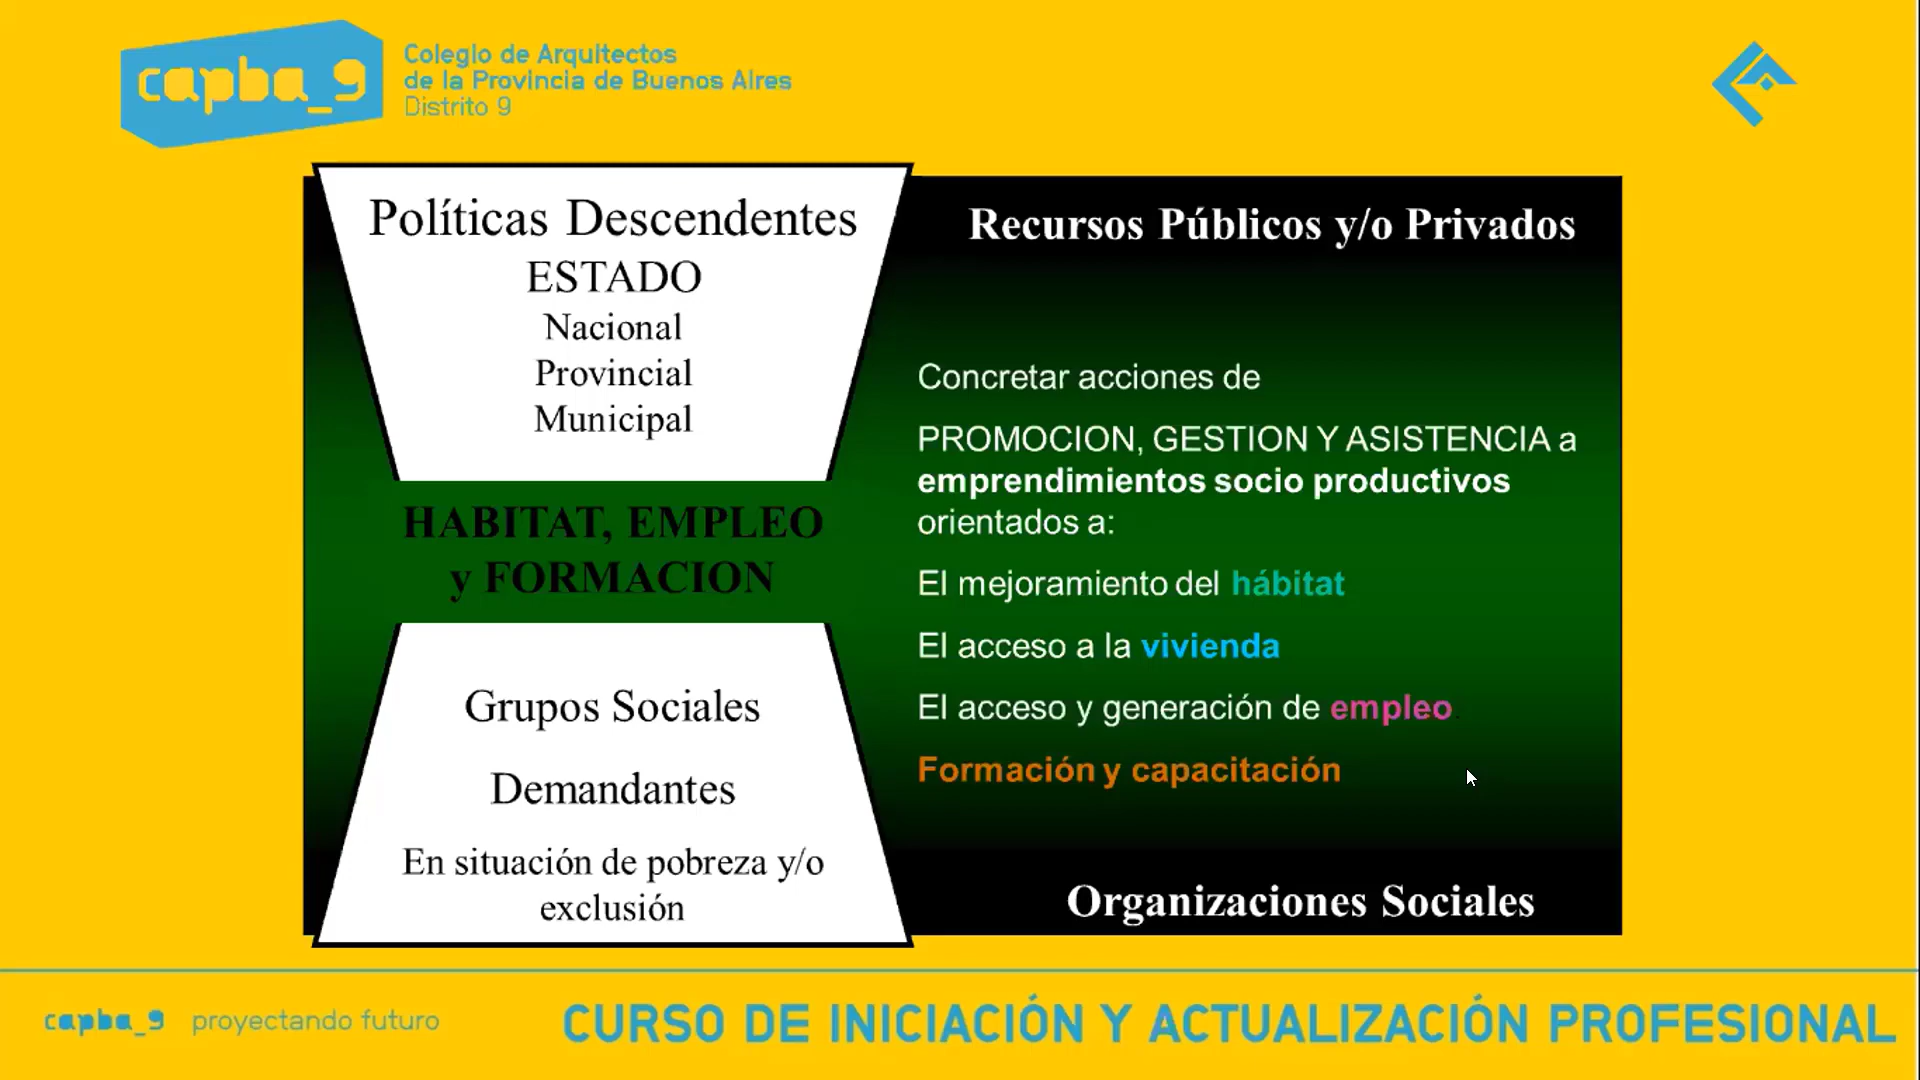 capba_9
Colegio de Arquitectos
de la Provincia de Buenos Aires
Distrito 9
Políticas Descendentes
ESTADO
Nacional
Provincial
Municipal
HABITAT, EMPLEO
y FORMACION
Grupos Sociales
Demandantes
En situación de pobreza y/o
exclusión
Recursos Públicos y/o Privados
Concretar acciones de
PROMOCION, GESTION Y ASISTENCIA a
emprendimientos socio productivos
orientados a:
El mejoramiento del hábitat
El acceso a la vivienda
El acceso y generación de empleo
Formación y capacitación
Organizaciones Sociales
capba_9 proyectando futuro
CURSO DE INICIACIÓN Y ACTUALIZACIÓN PROFESIONAL